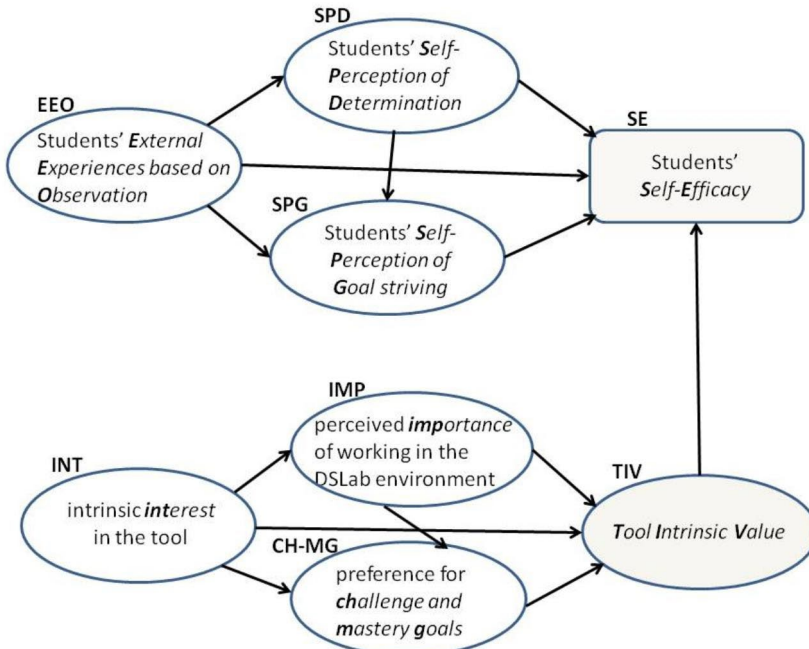 SPD
Students' Self-
Perception of
Determination
EEO
Students' External
Experiences based on
Observation
SE
Students'
Self-Efficacy
SPG
Students' Self-
Perception of
Goal striving
IMP
perceived importance
of working in the
DSLab environment
INT
intrinsic interest
in the tool
TIV
Tool Intrinsic Value
CH-MG
preference for
challenge and
mastery goals